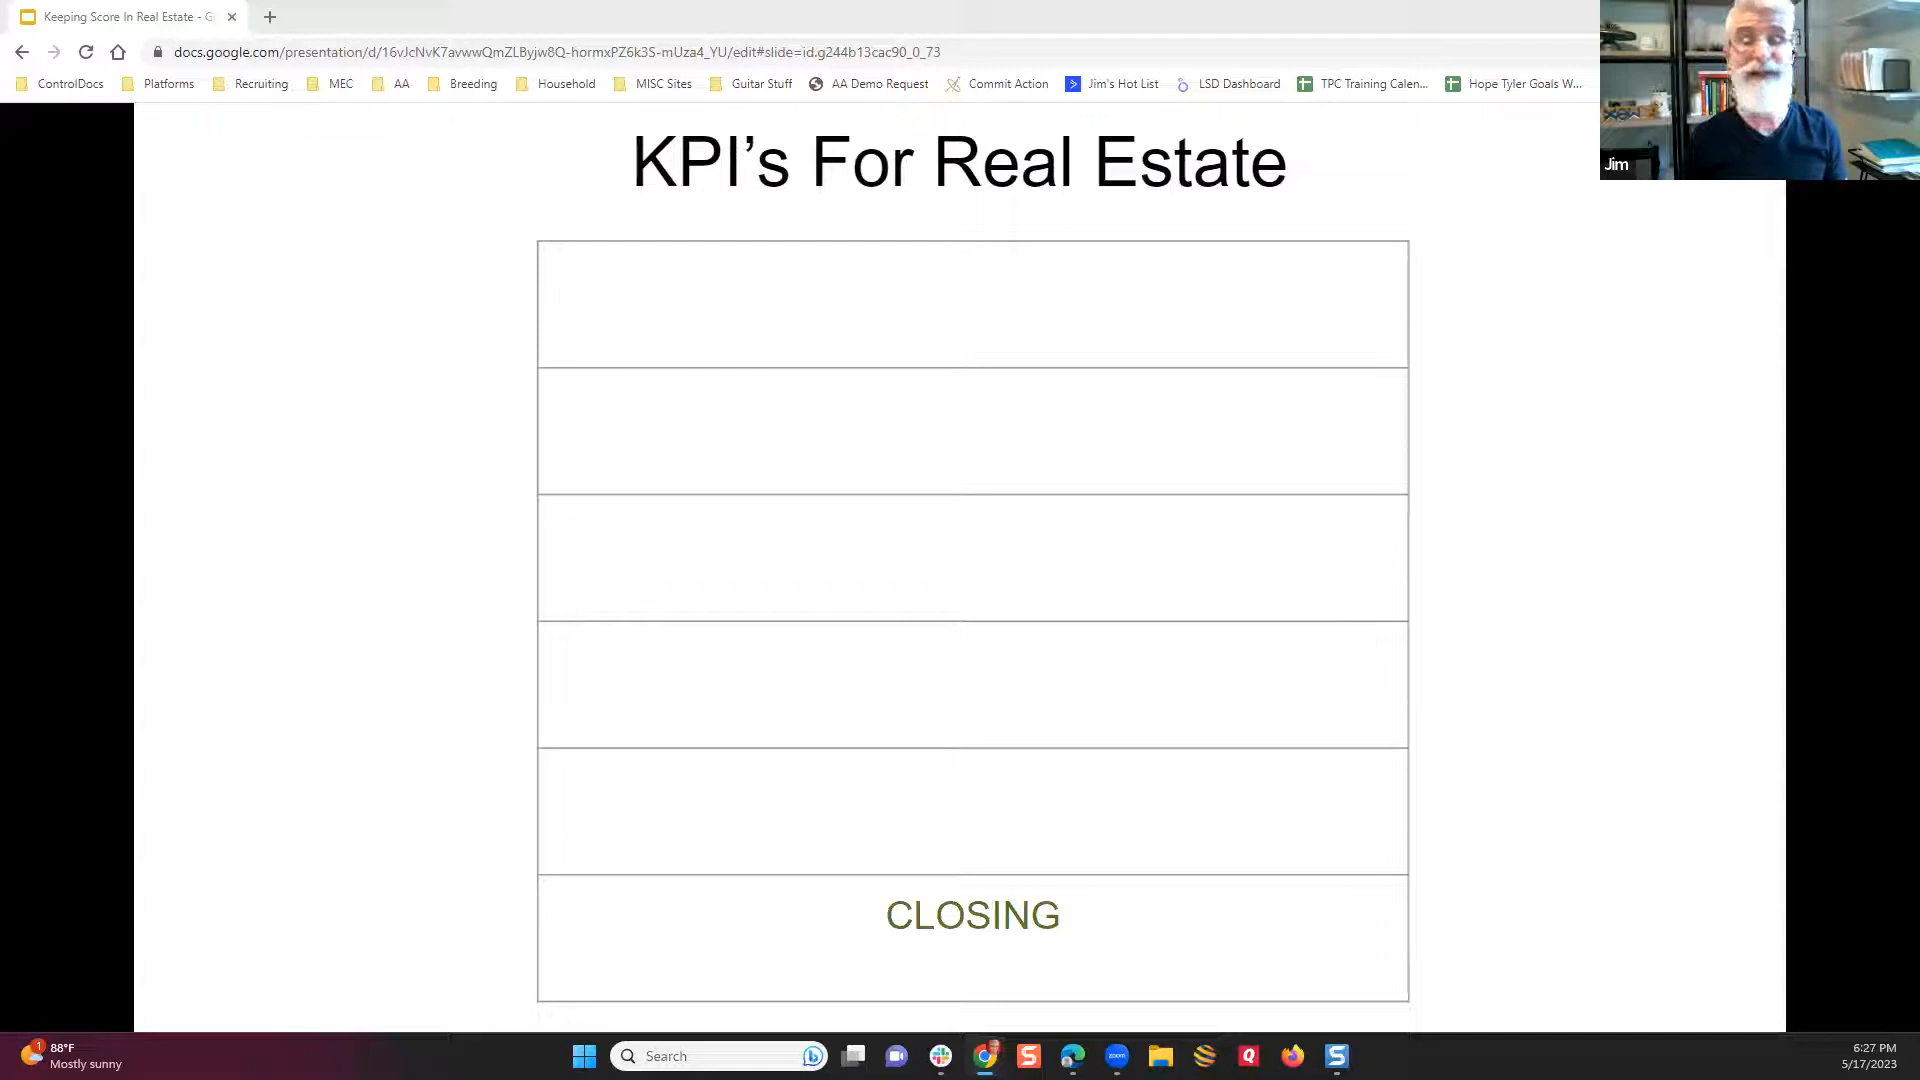 Keeping Score In Real Estate - G
docs.google.com/presentation/d/16vJcNvK7avwwQmZLByjw8Q-hormxPZ6k3S-mUza4_YU/edit#slide=id.g244b13cac90_0_73
ControlDocs Platforms Recruiting MEC AA Breeding Household MISC Sites Guitar Stuff AA Demo Request Commit Action Jim's Hot List LSD Dashboard TPC Training Calen... Hope Tyler Goals W...
Jim
KPI’s For Real Estate
CLOSING
1
88°F
Mostly sunny
Search
zoom
6:27 PM
5/17/2023